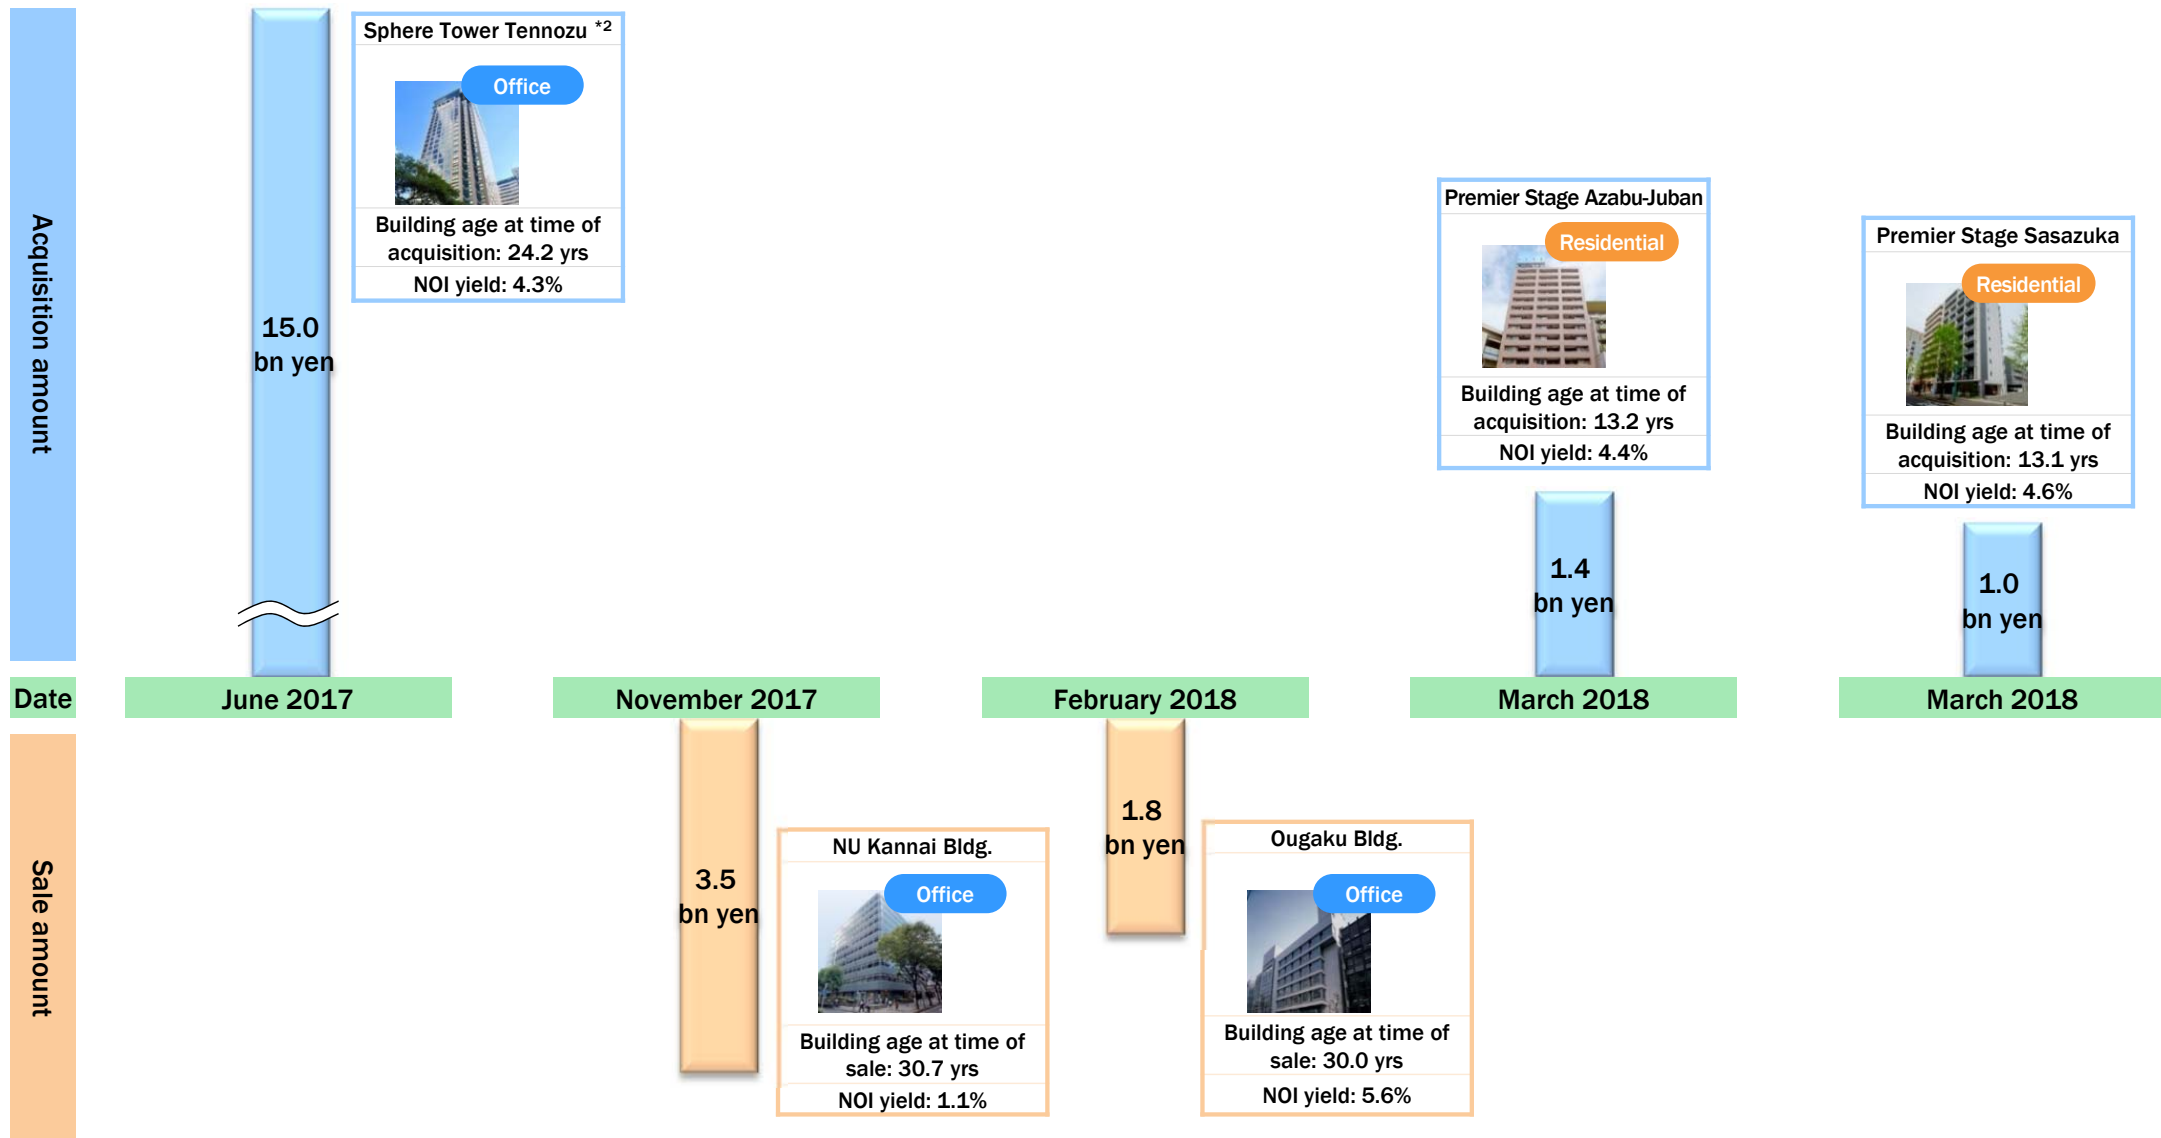 Acquisition amount
Sphere Tower Tennozu *2
Office
Building age at time of
acquisition: 24.2 yrs
NOI yield: 4.3%
15.0
bn yen
Premier Stage Azabu-Juban
Residential
Building age at time of
acquisition: 13.2 yrs
NOI yield: 4.4%
1.4
bn yen
Premier Stage Sasazuka
Residential
Building age at time of
acquisition: 13.1 yrs
NOI yield: 4.6%
1.0
bn yen
Date
June 2017
November 2017
February 2018
March 2018
March 2018
Sale amount
3.5
bn yen
NU Kannai Bldg.
Office
Building age at time of
sale: 30.7 yrs
NOI yield: 1.1%
1.8
bn yen
Ougaku Bldg.
Office
Building age at time of
sale: 30.0 yrs
NOI yield: 5.6%